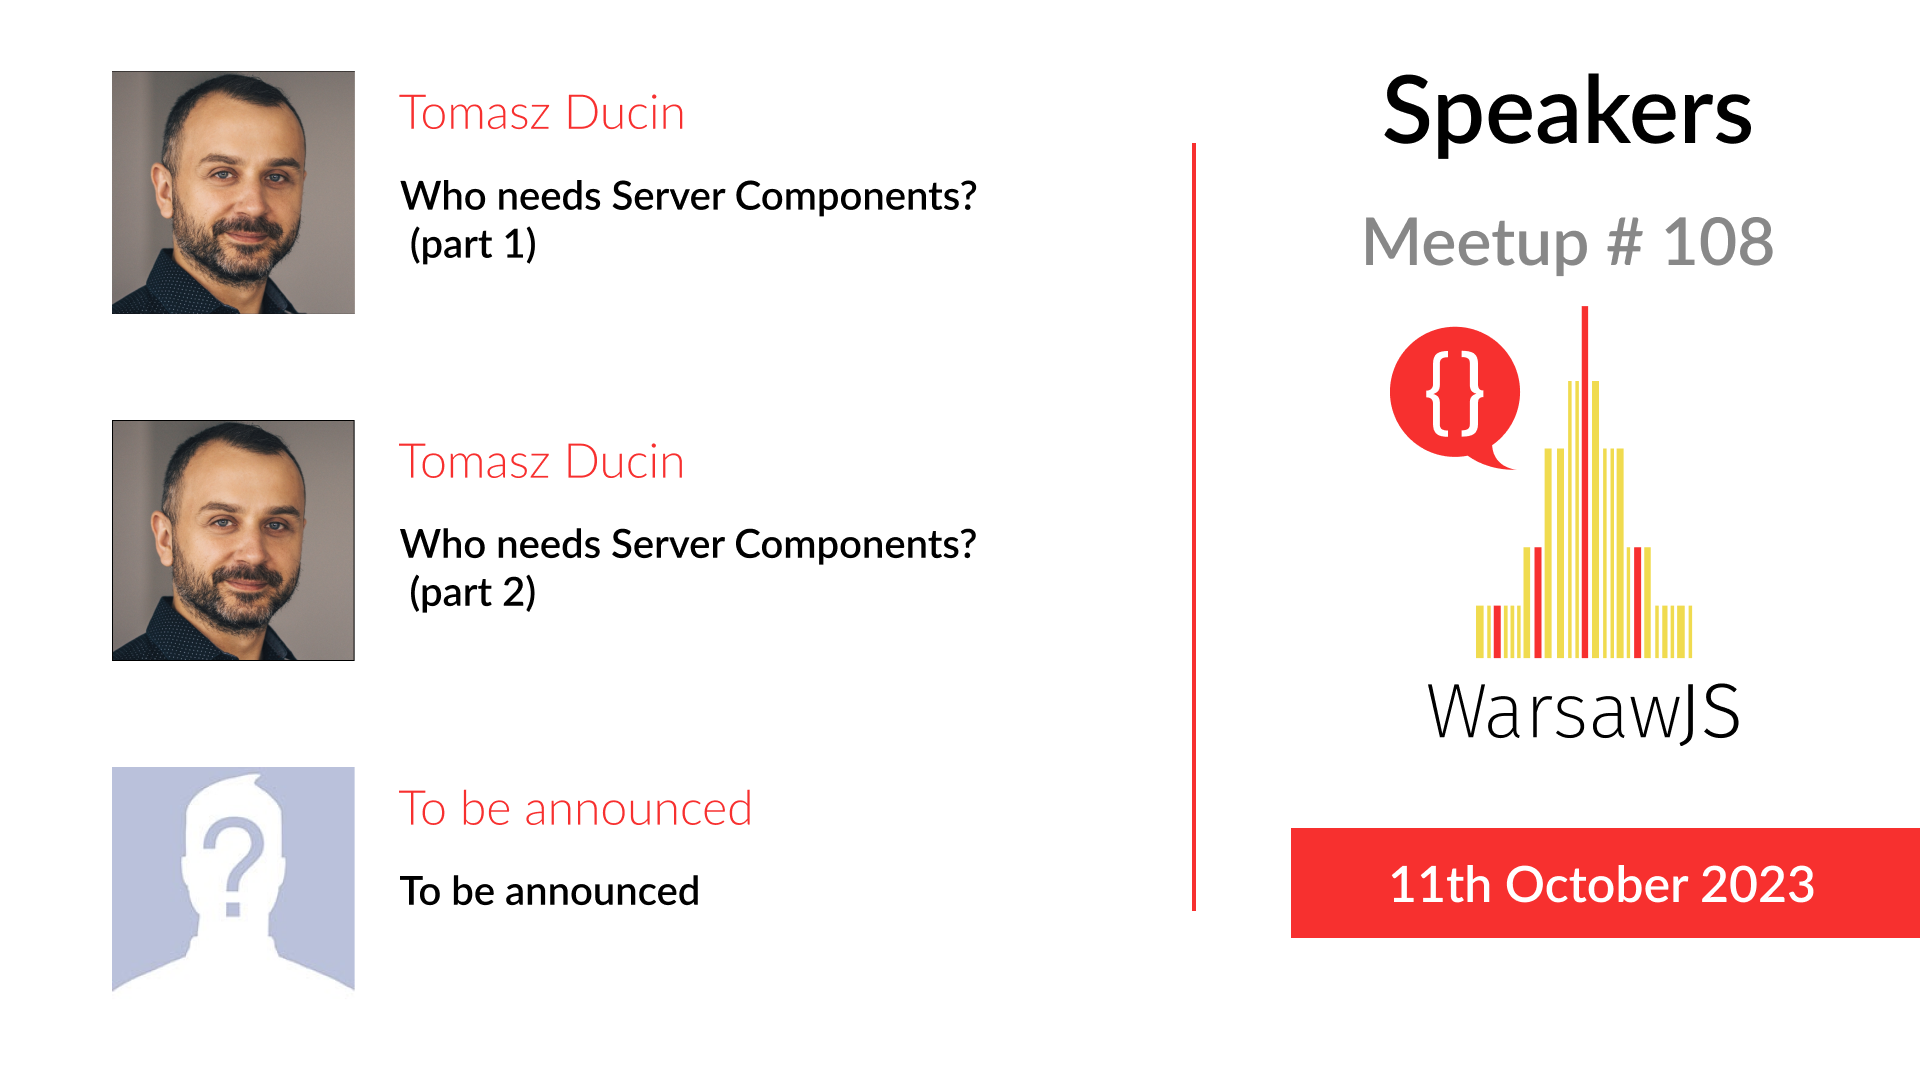 Tomasz Ducin
Who needs Server Components?
(part 1)
Tomasz Ducin
Who needs Server Components?
(part 2)
?
To be announced
To be announced
Speakers
Meetup # 108
{}
WarsawJS
11th October 2023